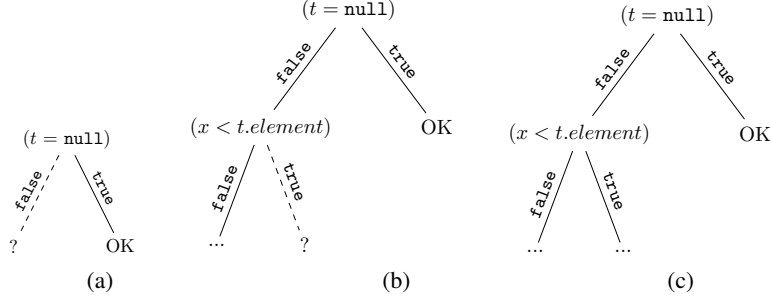 (t = null)
false
true
?
OK
(a)
(t = null)
false
true
(x < t.element)
OK
false
true
...
?
(b)
(t = null)
false
true
(x < t.element)
OK
false
true
...
...
(c)